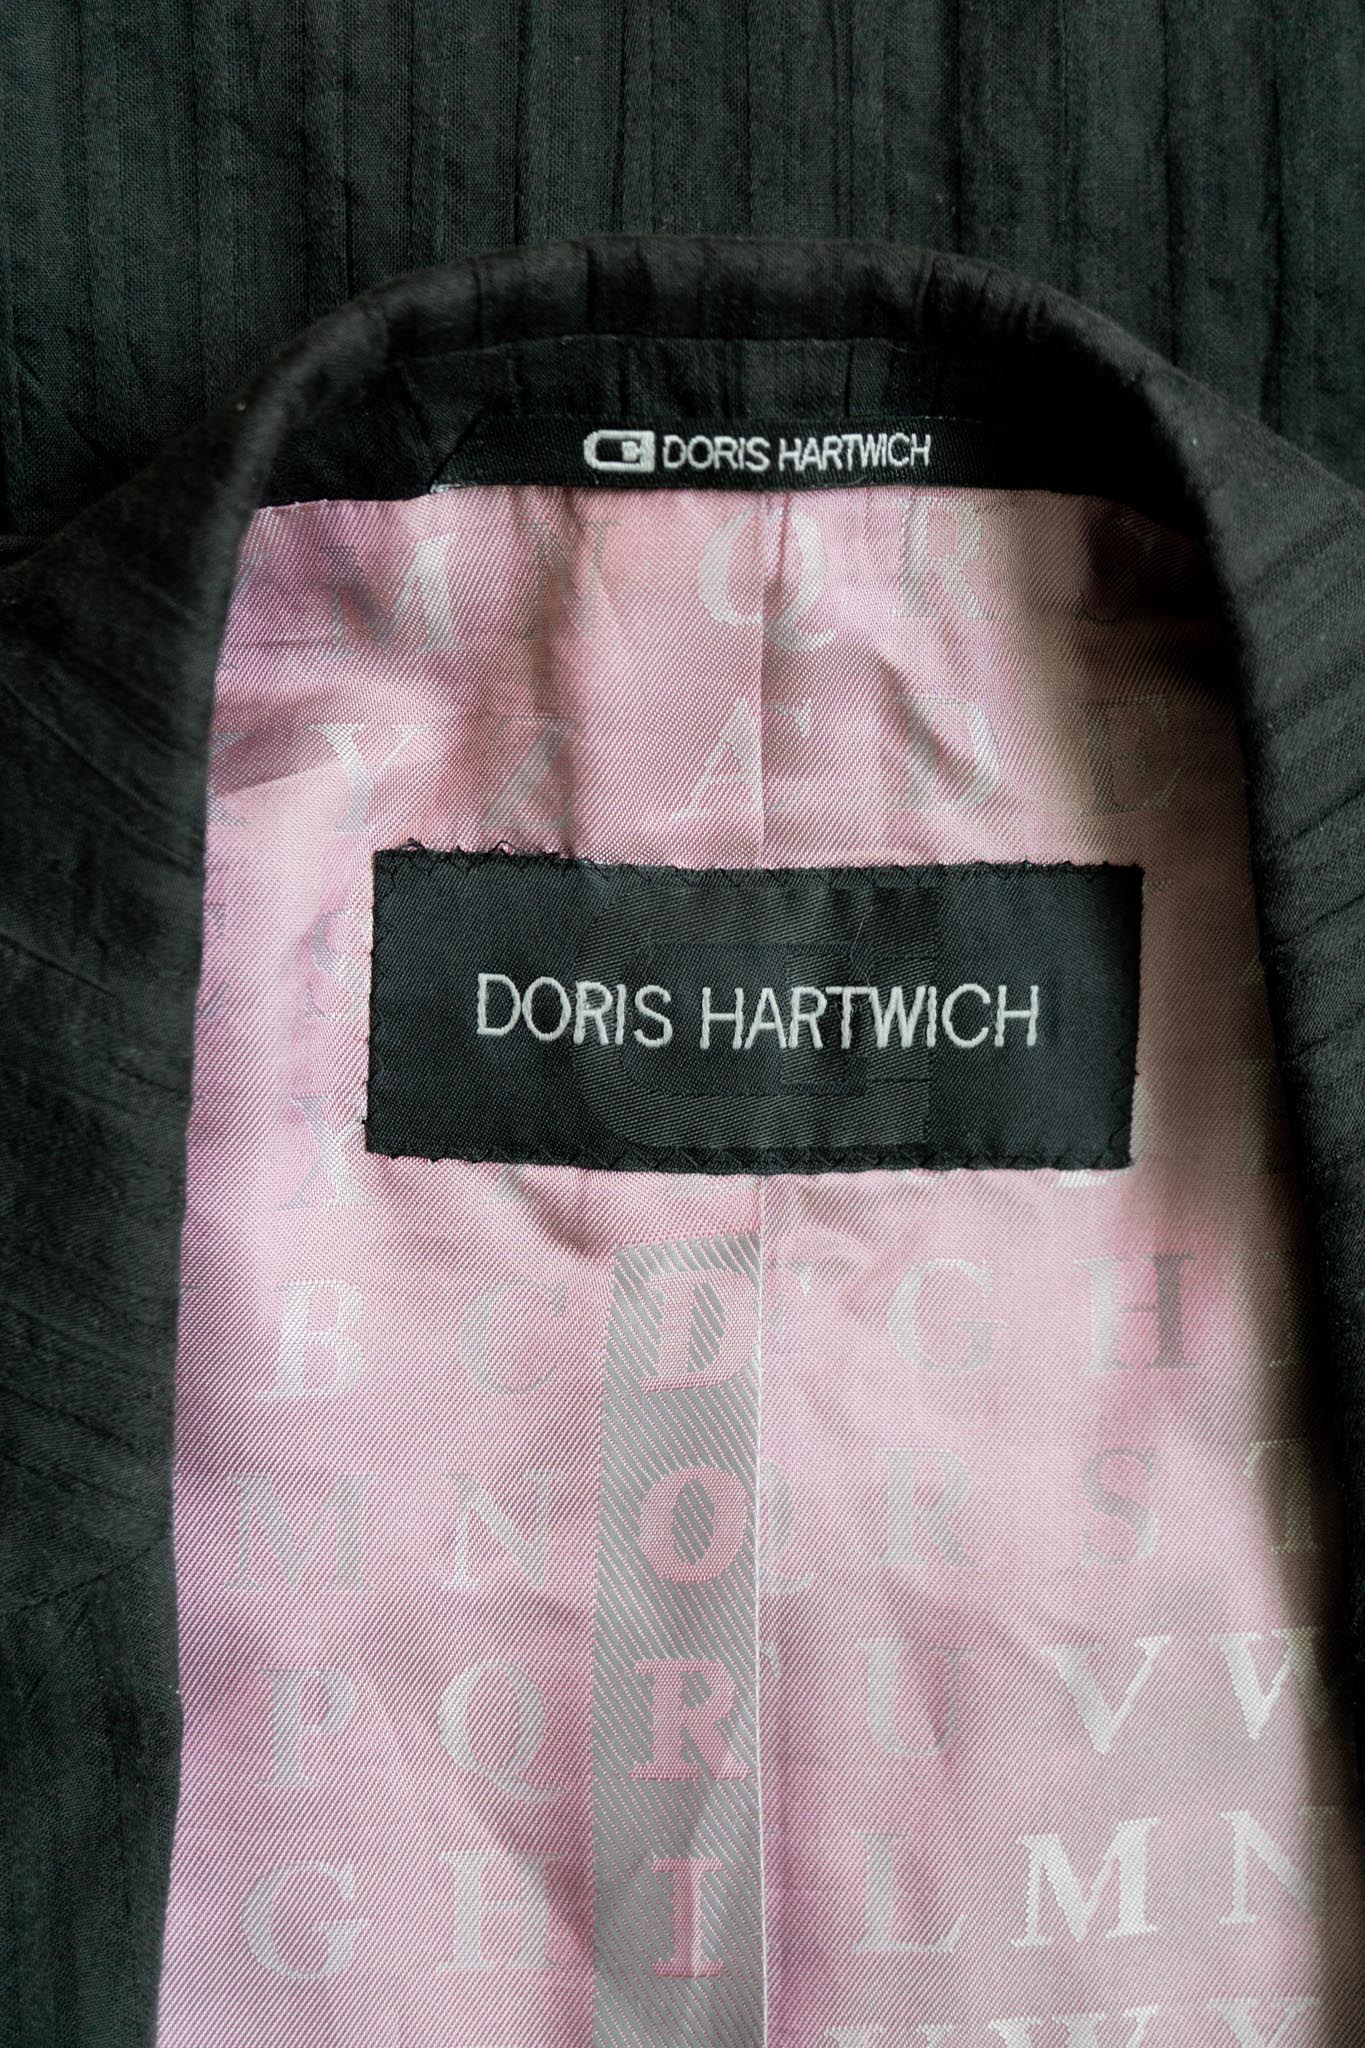 DORIS HARTWICH
M N Q R S
X Y Z A D E
DORIS HARTWICH
S
X
B C D G H
M N O Q R S T
P Q R U V W
G H I L M N